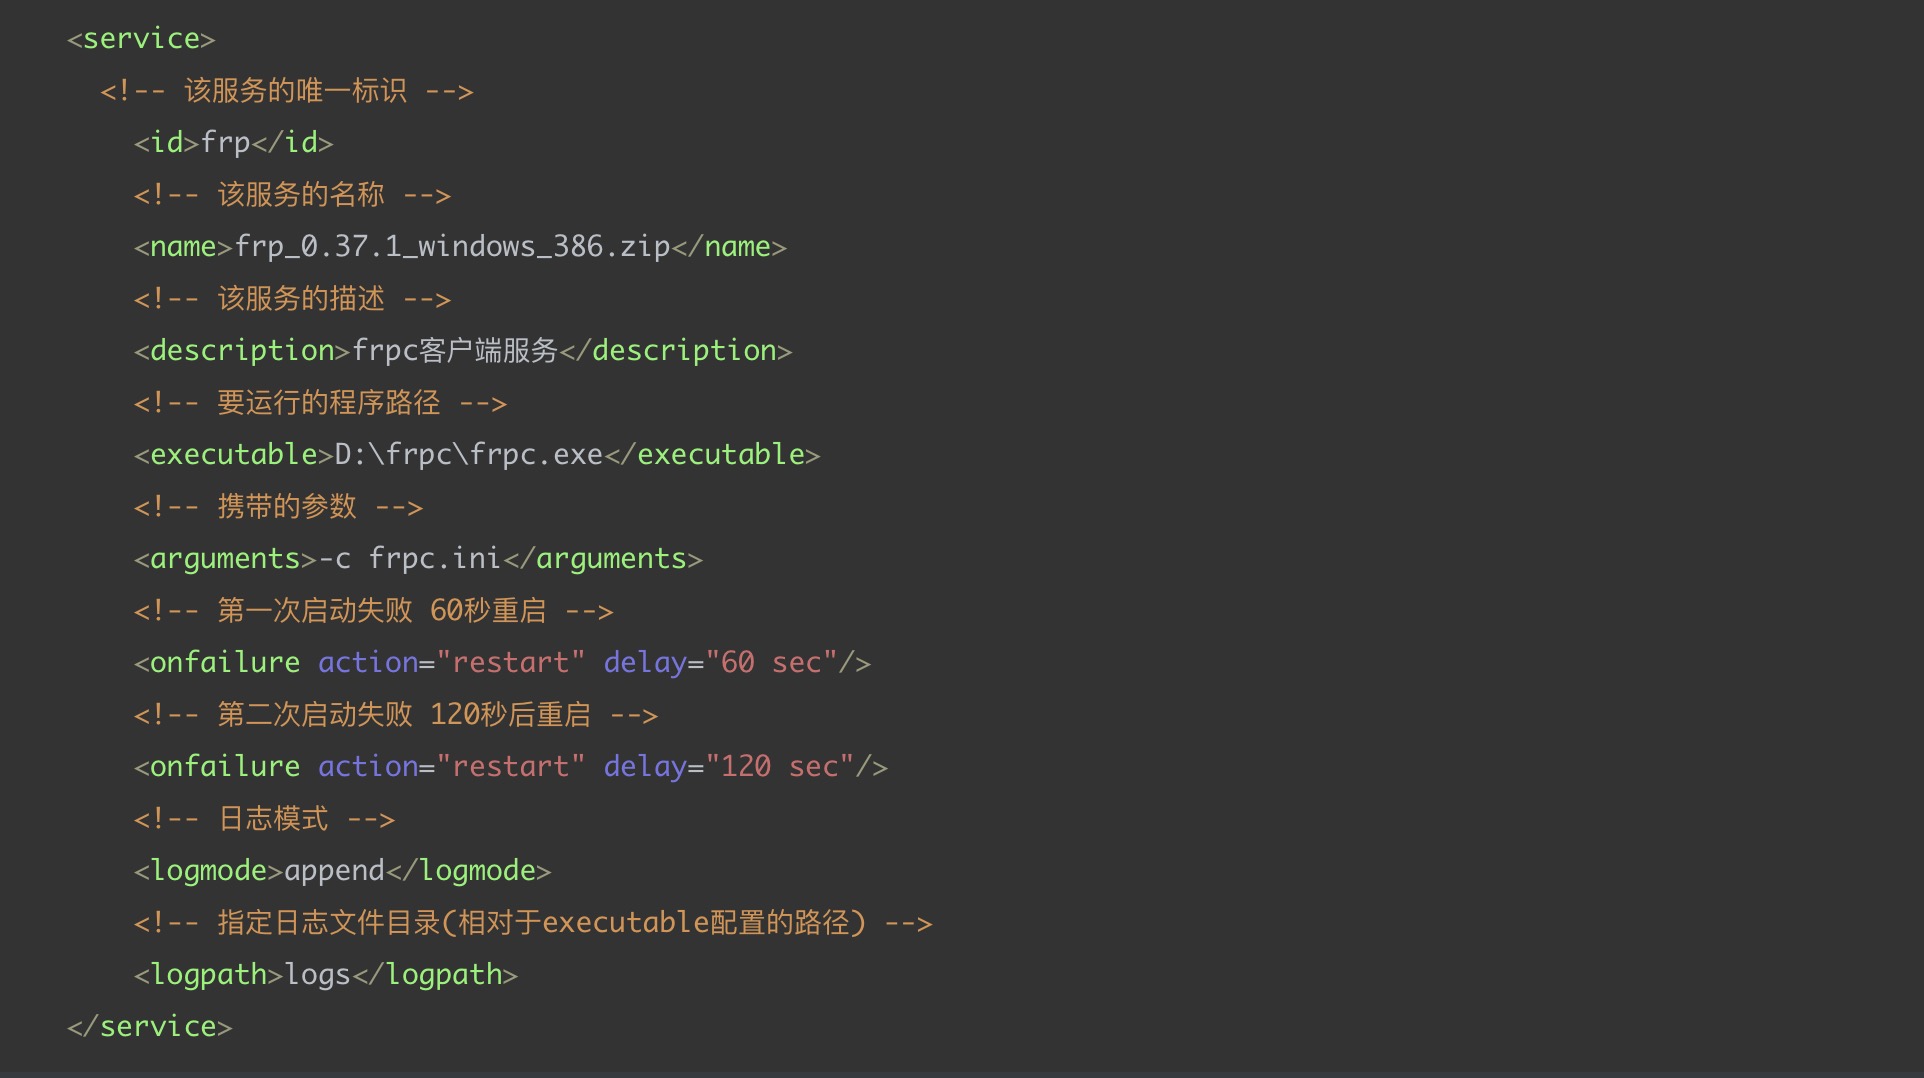 <service>
<!-- 该服务的唯一标识 -->
<id>frp</id>
<!-- 该服务的名称 -->
<name>frp_0.37.1_windows_386.zip</name>
<!-- 该服务的描述 -->
<description>frpc客户端服务</description>
<!-- 要运行的程序路径 -->
<executable>D:\frpc\frpc.exe</executable>
<!-- 携带的参数 -->
<arguments>-c frpc.ini</arguments>
<!-- 第一次启动失败 60秒重启 -->
<onfailure action="restart" delay="60 sec"/>
<!-- 第二次启动失败 120秒后重启 -->
<onfailure action="restart" delay="120 sec"/>
<!-- 日志模式 -->
<logmode>append</logmode>
<!-- 指定日志文件目录(相对于executable配置的路径) -->
<logpath>logs</logpath>
</service>